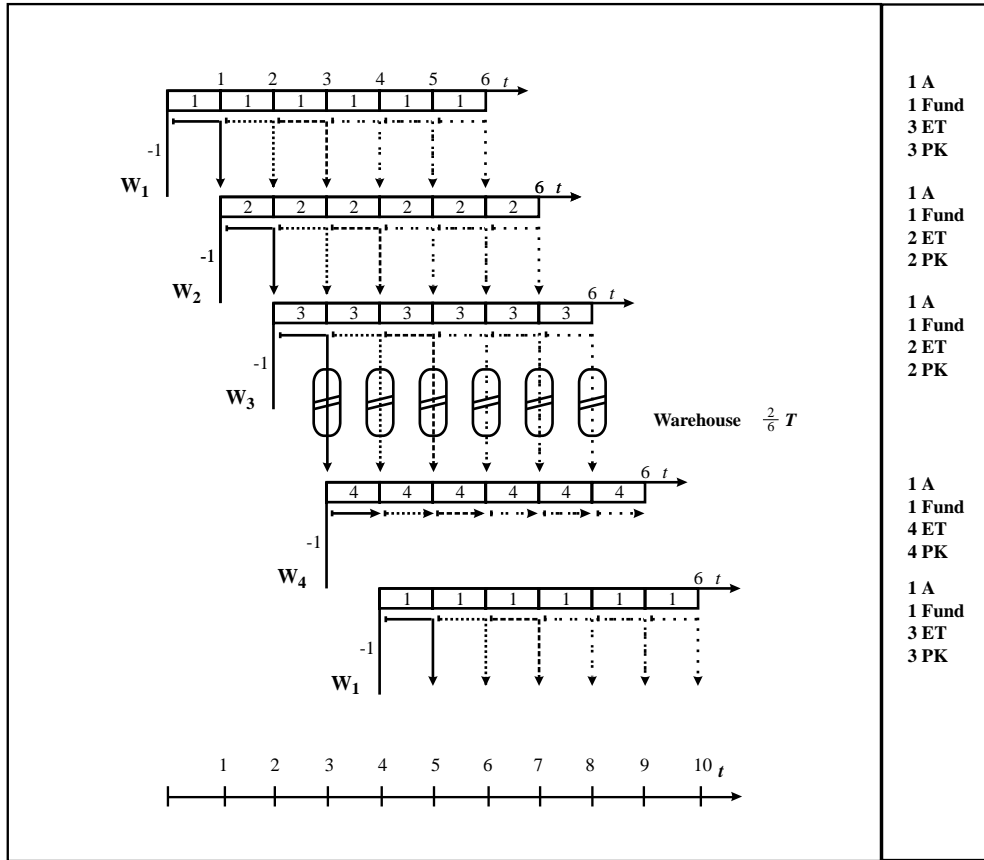 1 2 3 4 5 6 t
1 1 1 1 1 1
-1
W1
1 A
1 Fund
3 ET
3 PK
6 t
2 2 2 2 2 2
-1
W2
1 A
1 Fund
2 ET
2 PK
6 t
3 3 3 3 3 3
-1
W3
1 A
1 Fund
2 ET
2 PK
Warehouse 2/6 T
6 t
4 4 4 4 4 4
-1
W4
1 A
1 Fund
4 ET
4 PK
6 t
1 1 1 1 1 1
-1
W1
1 A
1 Fund
3 ET
3 PK
1 2 3 4 5 6 7 8 9 10 t